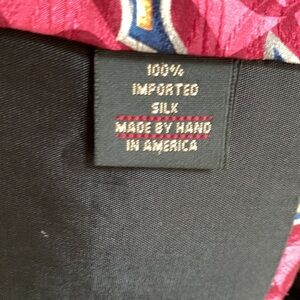 100%
IMPORTED
SILK
MADE BY HAND
IN AMERICA